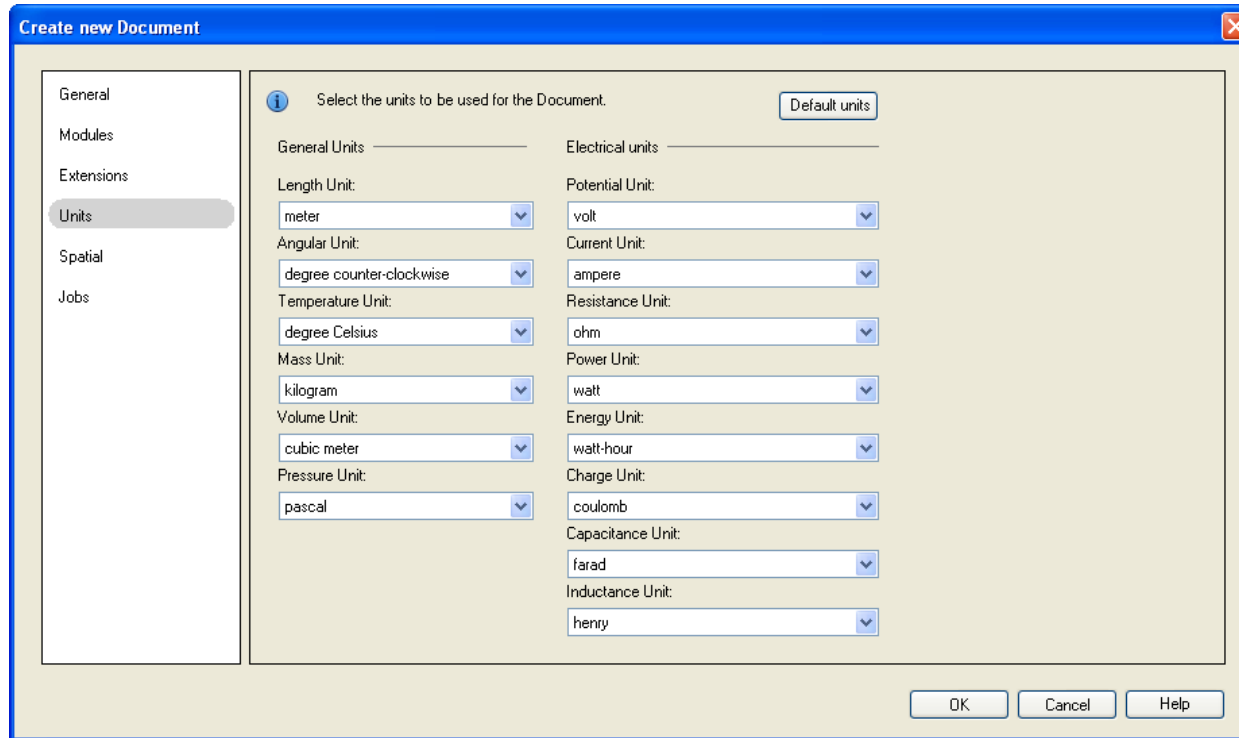 Create new Document
General
Modules
Extensions
Units
Spatial
Jobs
Select the units to be used for the Document.
Default units
General Units
Length Unit:
meter
Angular Unit:
degree counter-clockwise
Temperature Unit:
degree Celsius
Mass Unit:
kilogram
Volume Unit:
cubic meter
Pressure Unit:
pascal
Electrical units
Potential Unit:
volt
Current Unit:
ampere
Resistance Unit:
ohm
Power Unit:
watt
Energy Unit:
watt-hour
Charge Unit:
coulomb
Capacitance Unit:
farad
Inductance Unit:
henry
OK
Cancel
Help